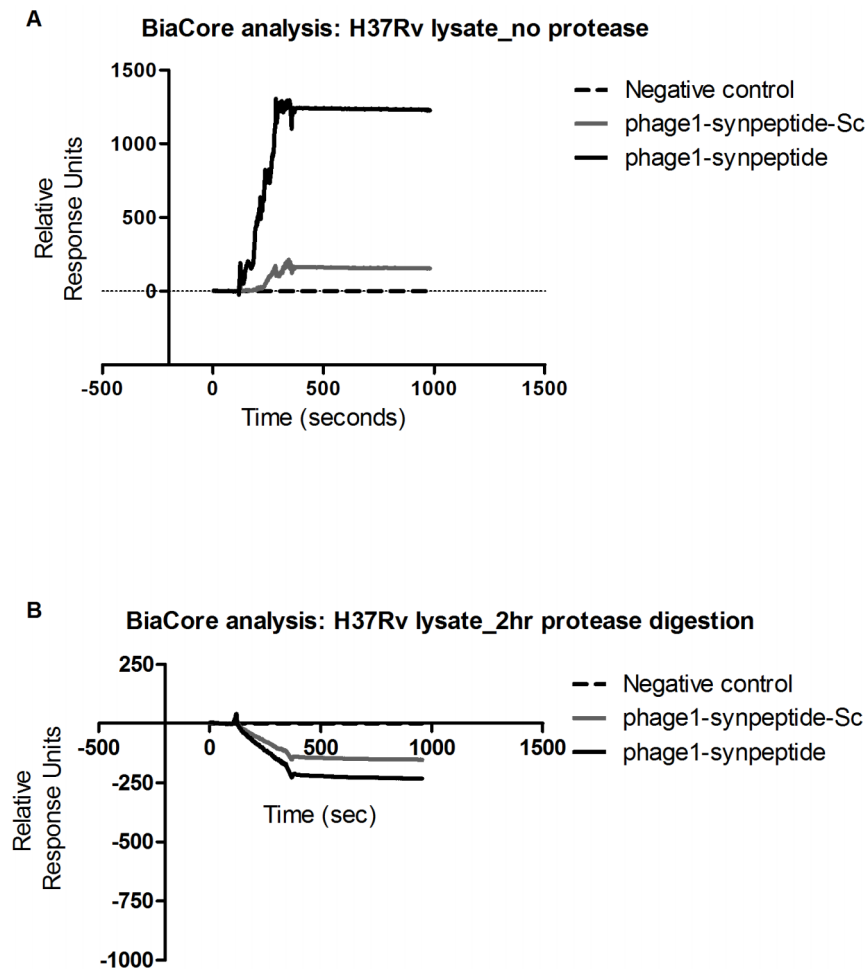 A
BiaCore analysis: H37Rv lysate_no protease
1500
1000
500
0
Relative
Response Units
-500
0
500
1000
1500
Time (seconds)
Negative control
phage1-synpeptide-Sc
phage1-synpeptide
B
BiaCore analysis: H37Rv lysate_2hr protease digestion
250
-250
-500
-750
-1000
Relative
Response Units
-500
0
500
1000
1500
Time (sec)
Negative control
phage1-synpeptide-Sc
phage1-synpeptide